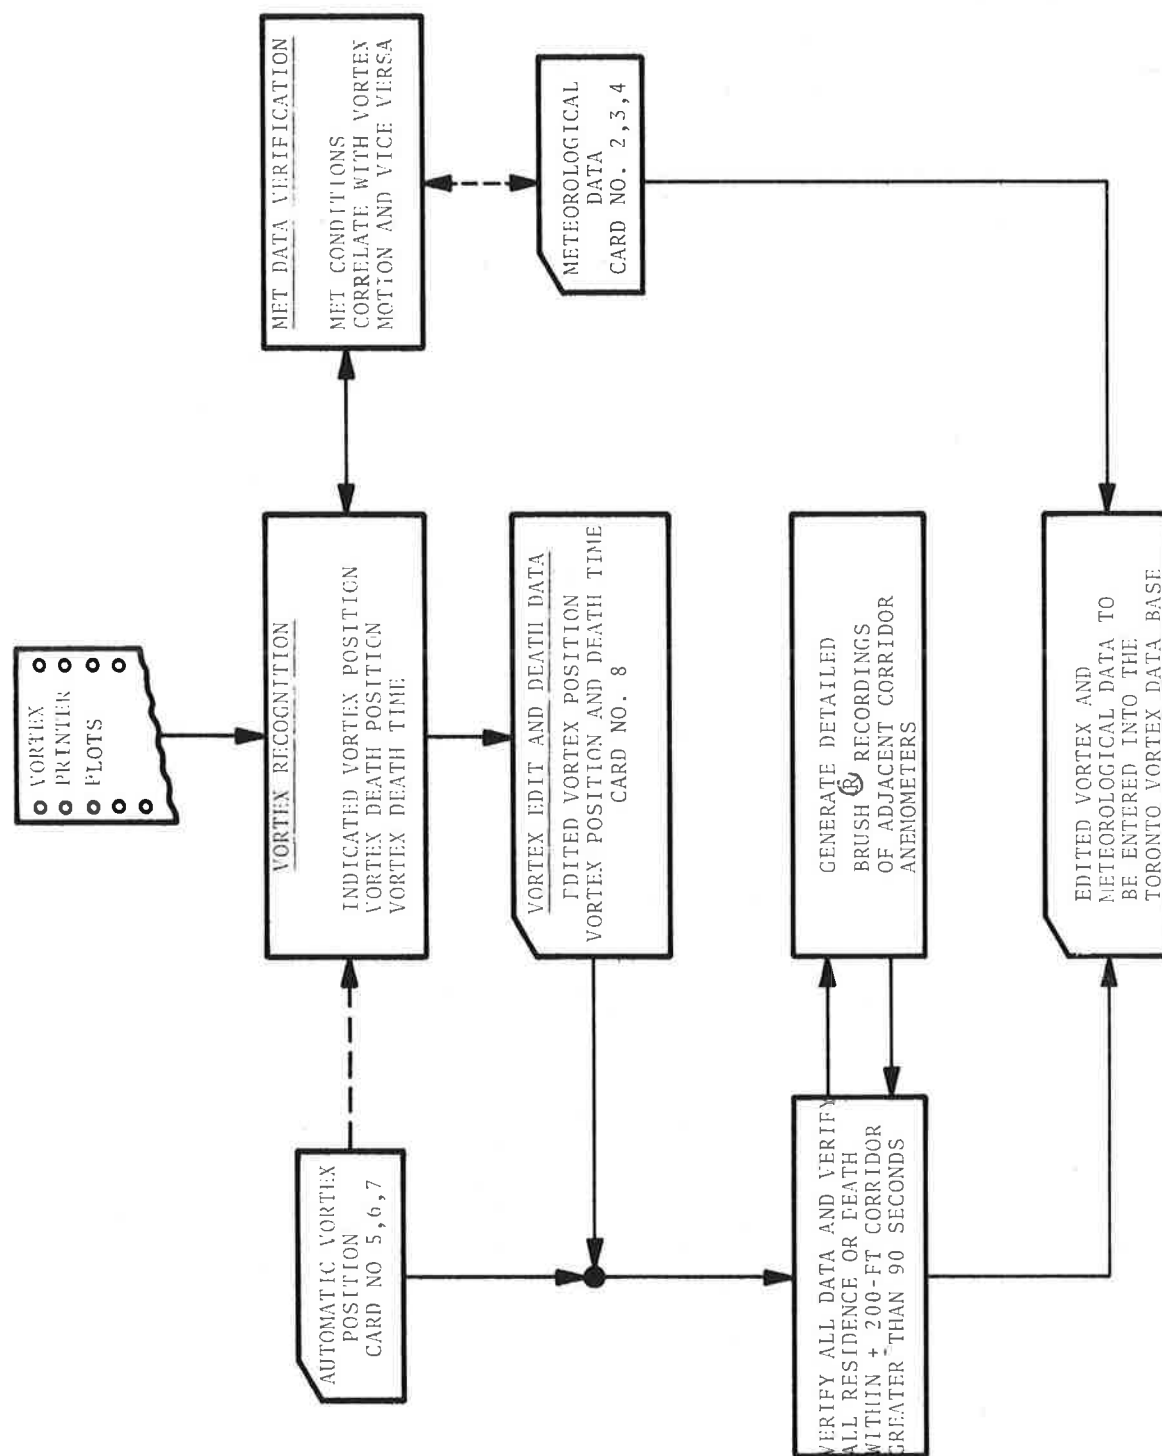 VORTEX
PRINTER
PLOTS
AUTOMATIC VORTEX
POSITION
CARD NO 5,6,7
VORTEX RECOGNITION
INDICATED VORTEX POSITION
VORTEX DEATH POSITION
VORTEX DEATH TIME
MET DATA VERIFICATION
MET CONDITIONS
CORRELATE WITH VORTEX
MOTION AND VICE VERSA
VORTEX EDIT AND DEATH DATA
EDITED VORTEX POSITION
VORTEX POSITION AND DEATH TIME
CARD NO. 8
METEOROLOGICAL
DATA
CARD NO. 2,3,4
VERIFY ALL DATA AND VERIFY
ALL RESIDENCE OR DEATH
WITHIN ± 200-FT CORRIDOR
GREATER THAN 90 SECONDS
GENERATE DETAILED
BRUSH ® RECORDINGS
OF ADJACENT CORRIDOR
ANEMOMETERS
EDITED VORTEX AND
METEOROLOGICAL DATA TO
BE ENTERED INTO THE
TORONTO VORTEX DATA BASE